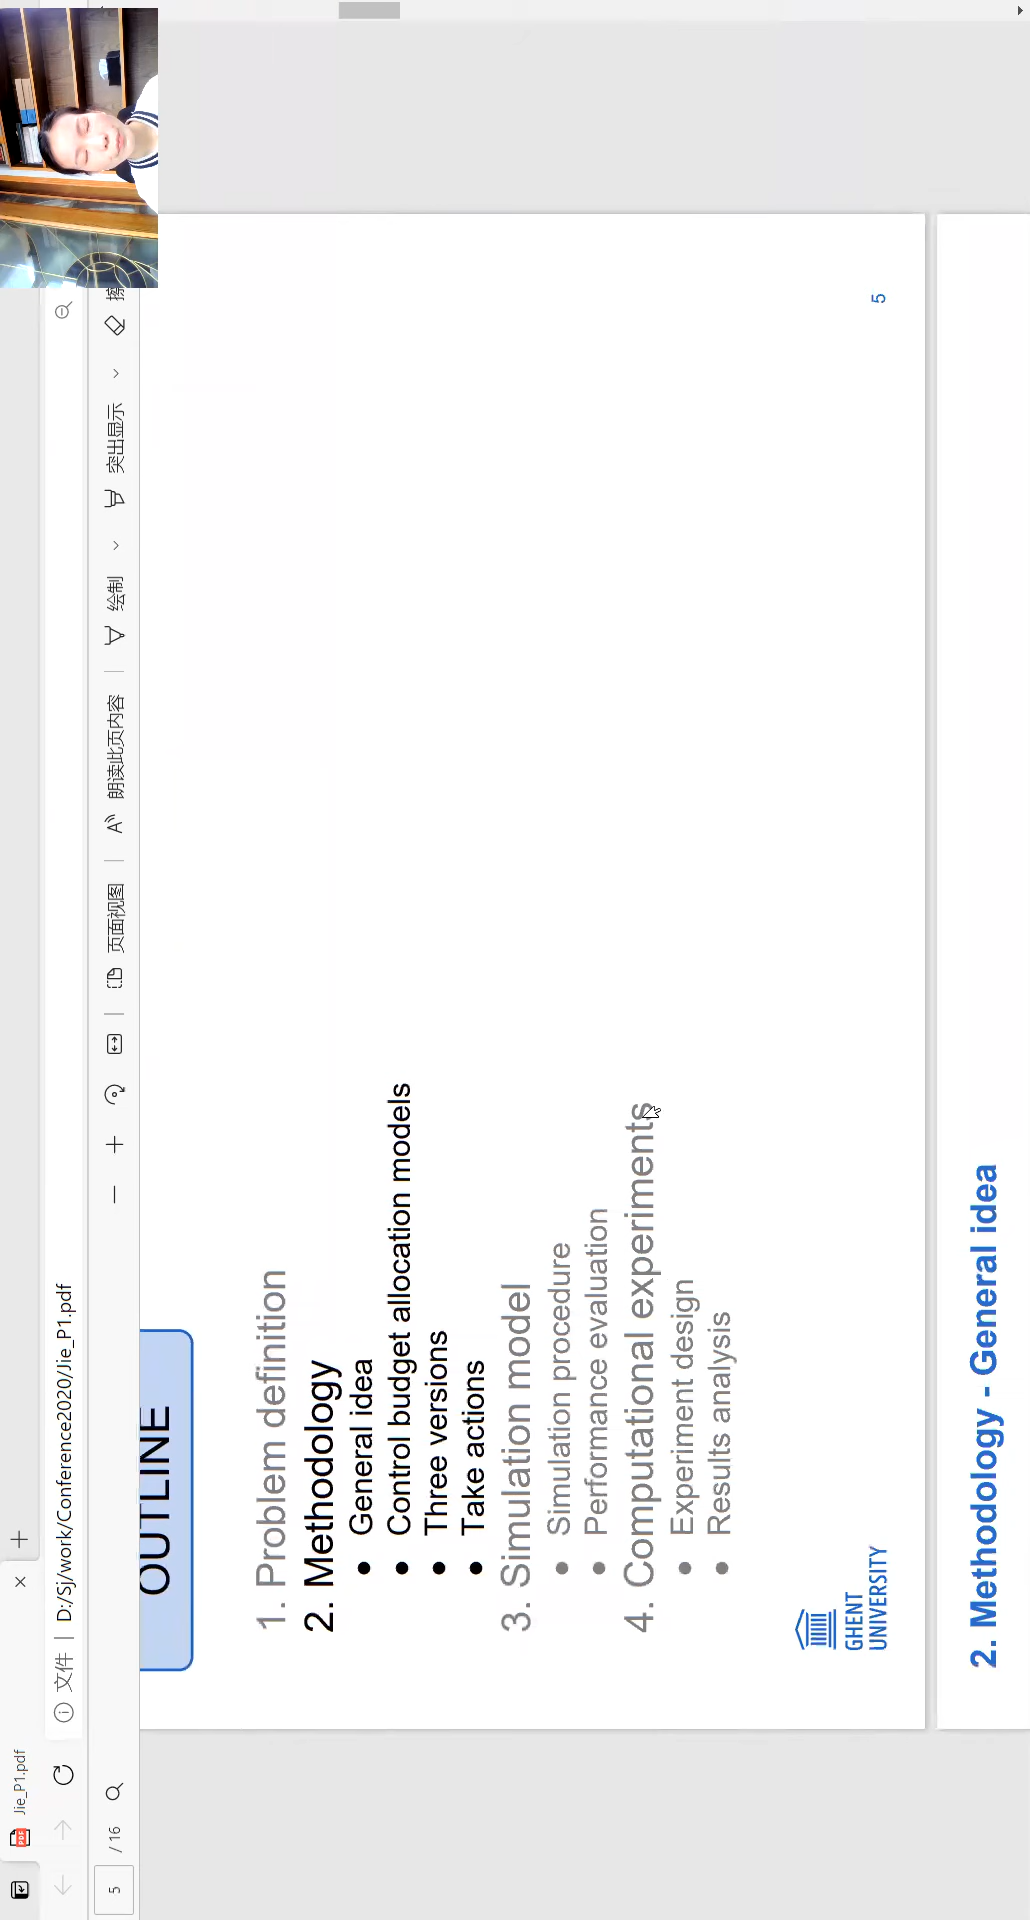 Jie_P1.pdf
文件 | D:/Sj/work/Conference2020/Jie_P1.pdf
5 / 16
页面视图
A 朗读此页内容
绘制
突出显示
OUTLINE
1. Problem definition
2. Methodology
• General idea
• Control budget allocation models
• Three versions
• Take actions
3. Simulation model
• Simulation procedure
• Performance evaluation
4. Computational experiments
• Experiment design
• Results analysis
GHENT
UNIVERSITY
5
2. Methodology - General idea